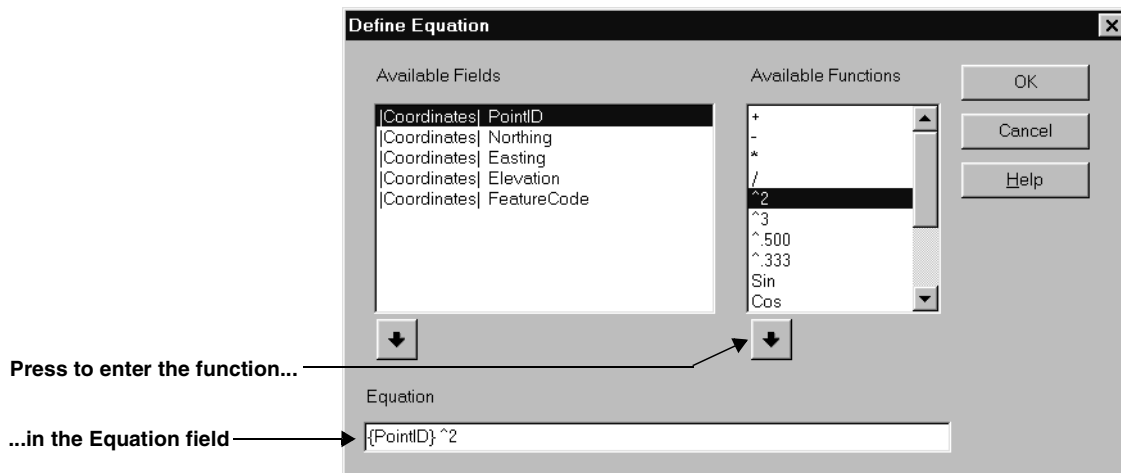 Define Equation
Available Fields
Available Functions
|Coordinates| PointID
|Coordinates| Northing
|Coordinates| Easting
|Coordinates| Elevation
|Coordinates| FeatureCode
+
-
*
/
^2
^3
^.500
^.333
Sin
Cos
OK
Cancel
Help
Press to enter the function...
Equation
...in the Equation field
{PointID} ^2